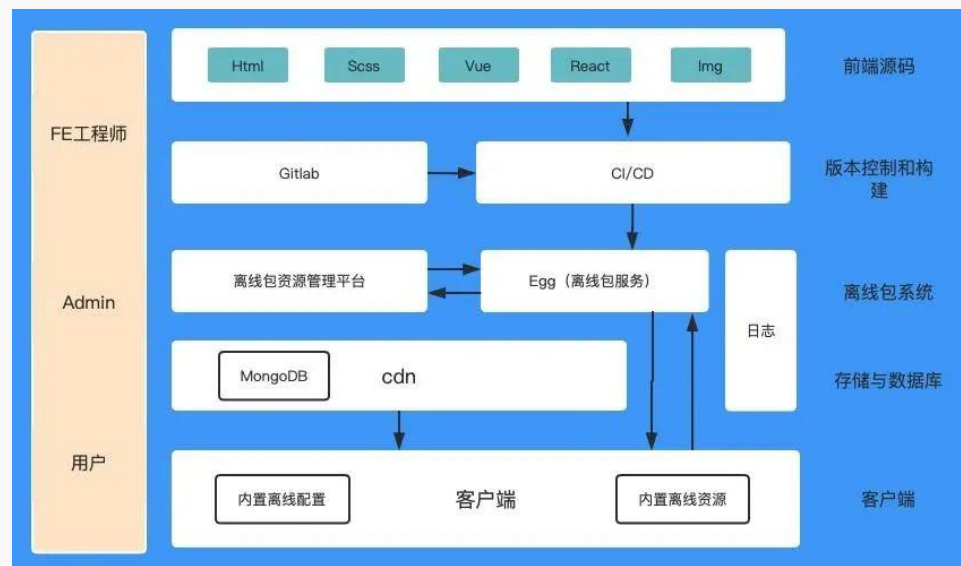 Html
Scss
Vue
React
Img
前端源码
FE工程师
Gitlab
CI/CD
版本控制和构
建
离线包资源管理平台
Egg（离线包服务）
离线包系统
Admin
日志
MongoDB
cdn
存储与数据库
用户
内置离线配置
客户端
内置离线资源
客户端